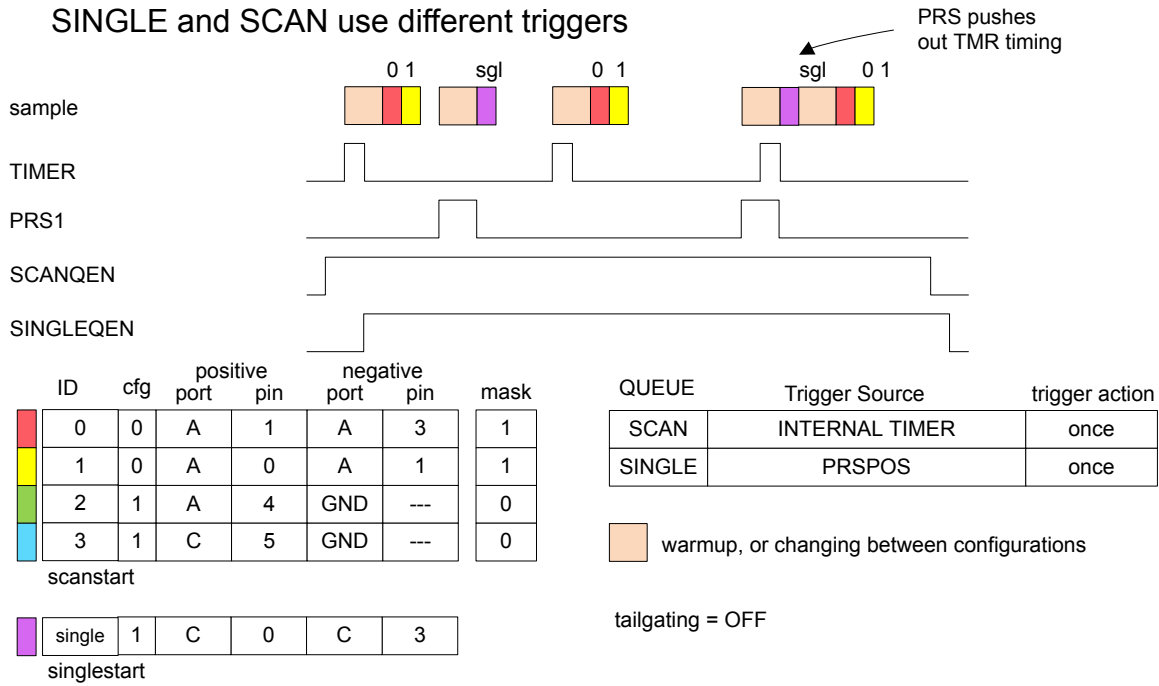 SINGLE and SCAN use different triggers
PRS pushes
out TMR timing
0 1 sgl 0 1 sgl 0 1
sample
TIMER
PRS1
SCANQEN
SINGLEQEN
positive negative
ID cfg port pin port pin mask
0 0 A 1 A 3 1
1 0 A 0 A 1 1
2 1 A 4 GND --- 0
3 1 C 5 GND --- 0
scanstart
single 1 C 0 C 3
singlestart
QUEUE Trigger Source trigger action
SCAN INTERNAL TIMER once
SINGLE PRSPOS once
warmup, or changing between configurations
tailgating = OFF